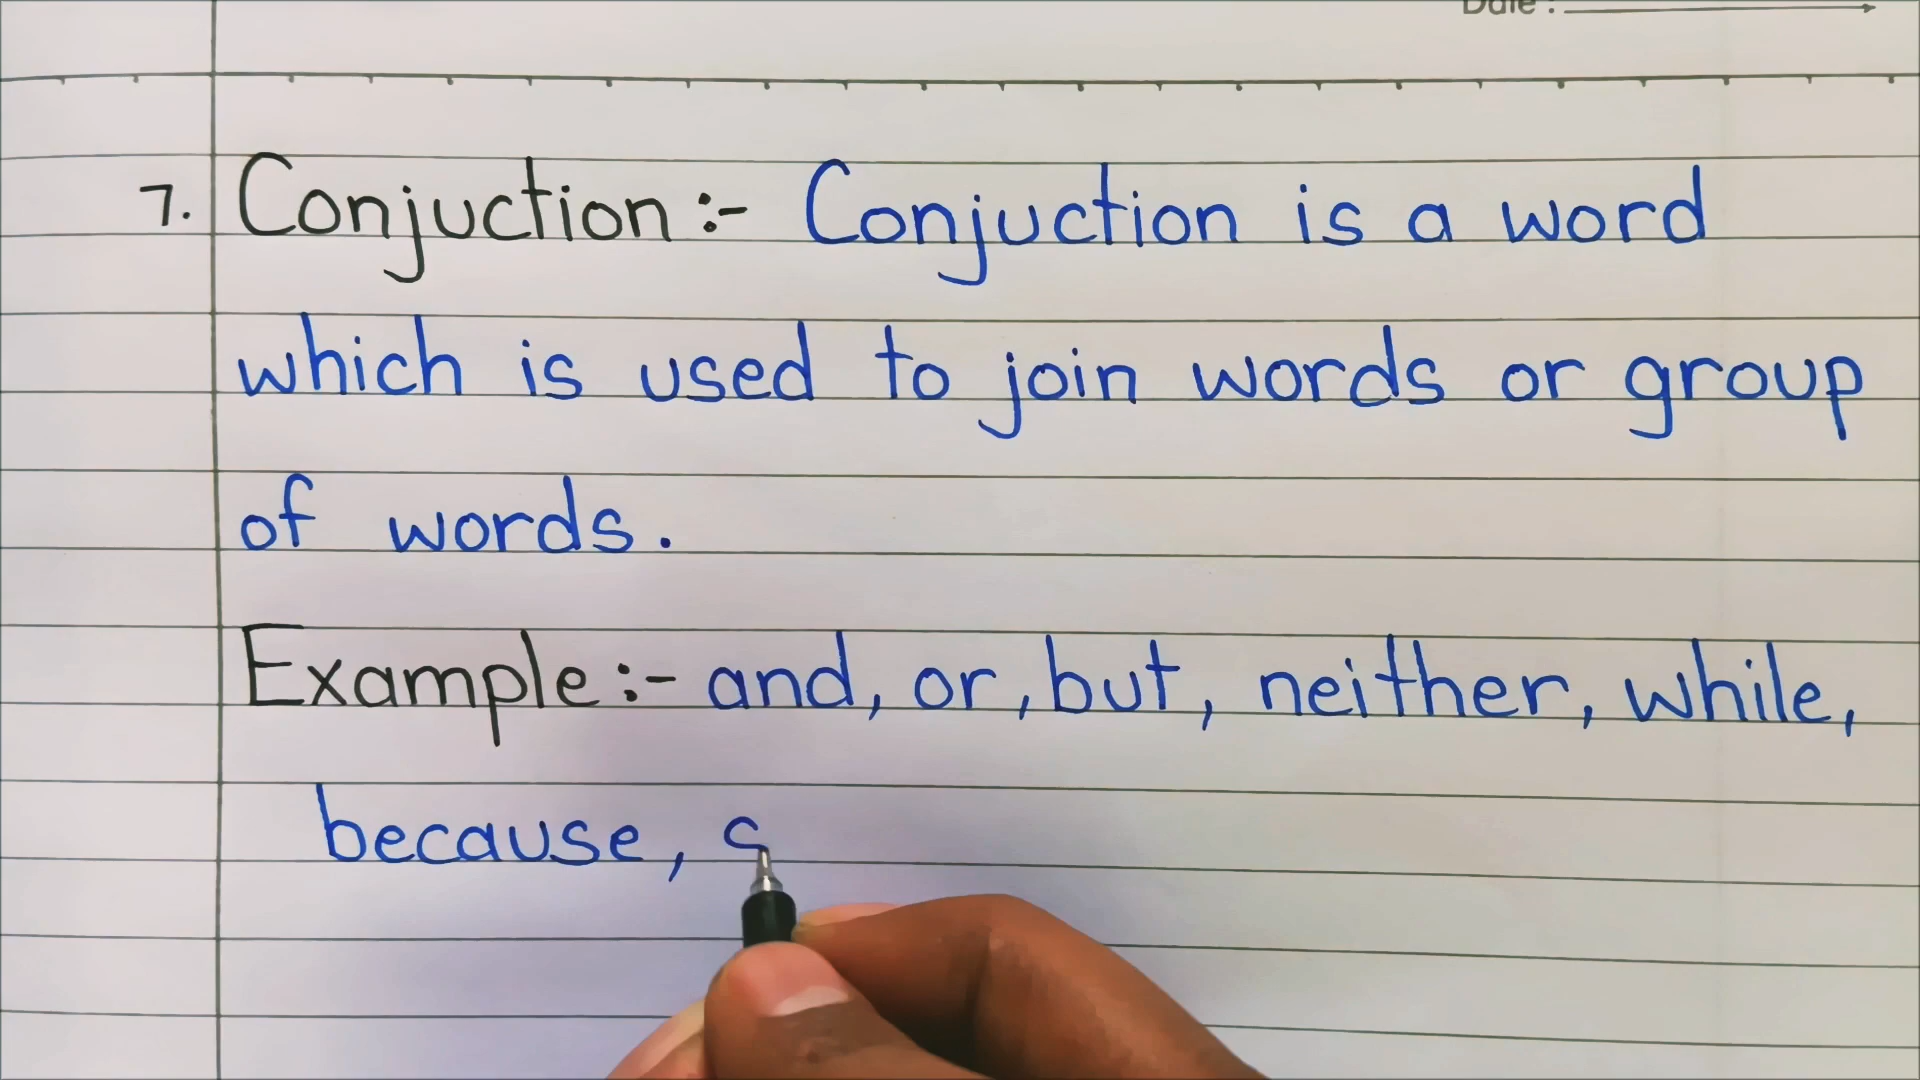 Date :
7. Conjuction :- Conjuction is a word
which is used to join words or group
of words.
Example :- and, or, but, neither, while,
because, s